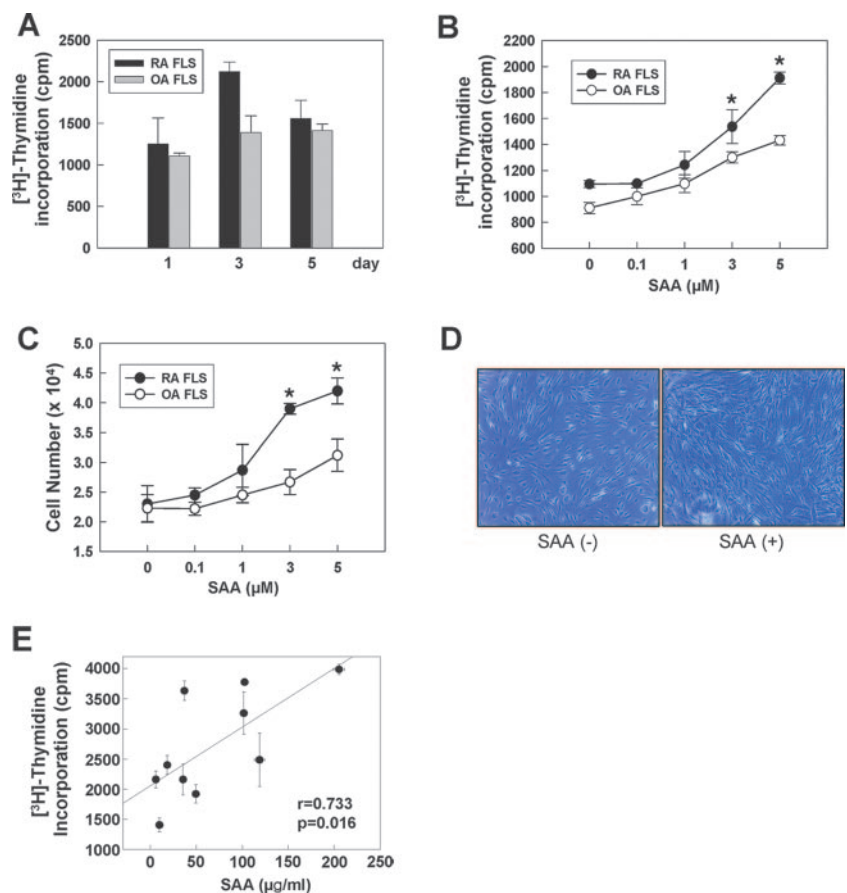 A
[³H]-Thymidine
incorporation (cpm)
2500
2000
1500
1000
500
0
RA FLS
OA FLS
1 3 5 day
B
[³H]-Thymidine
incorporation (cpm)
2200
2000
1800
1600
1400
1200
1000
800
600
RA FLS
OA FLS
*
*
0 0.1 1 3 5
SAA (µM)
C
Cell Number (x 10⁴)
5.0
4.5
4.0
3.5
3.0
2.5
2.0
1.5
RA FLS
OA FLS
*
*
0 0.1 1 3 5
SAA (µM)
D
SAA (-) SAA (+)
E
[³H]-Thymidine
Incorporation (cpm)
4000
3500
3000
2500
2000
1500
1000
r=0.733
p=0.016
0 50 100 150 200 250
SAA (µg/ml)